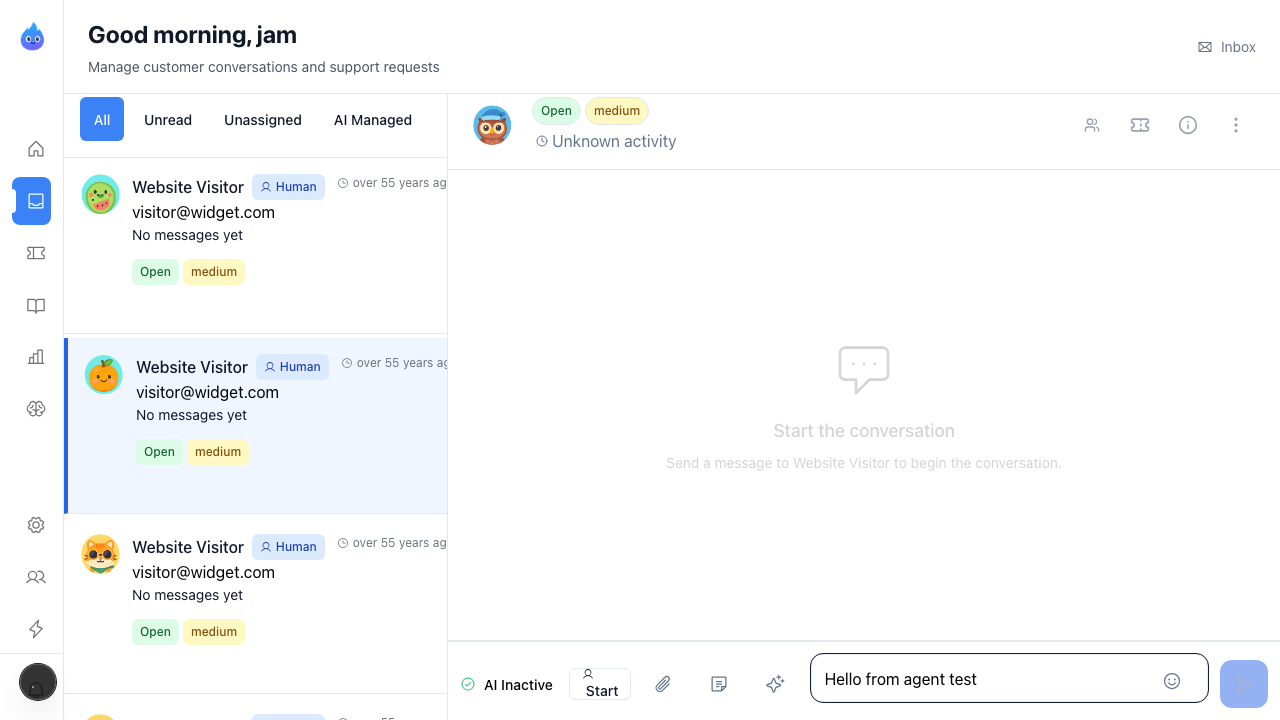 Good morning, jam
Manage customer conversations and support requests
Inbox
All
Unread
Unassigned
AI Managed
Website Visitor
Human
over 55 years ag
visitor@widget.com
No messages yet
Open
medium
Website Visitor
Human
over 55 years ag
visitor@widget.com
No messages yet
Open
medium
Website Visitor
Human
over 55 years ag
visitor@widget.com
No messages yet
Open
medium
Open
medium
Unknown activity
Start the conversation
Send a message to Website Visitor to begin the conversation.
AI Inactive
Start
Hello from agent test